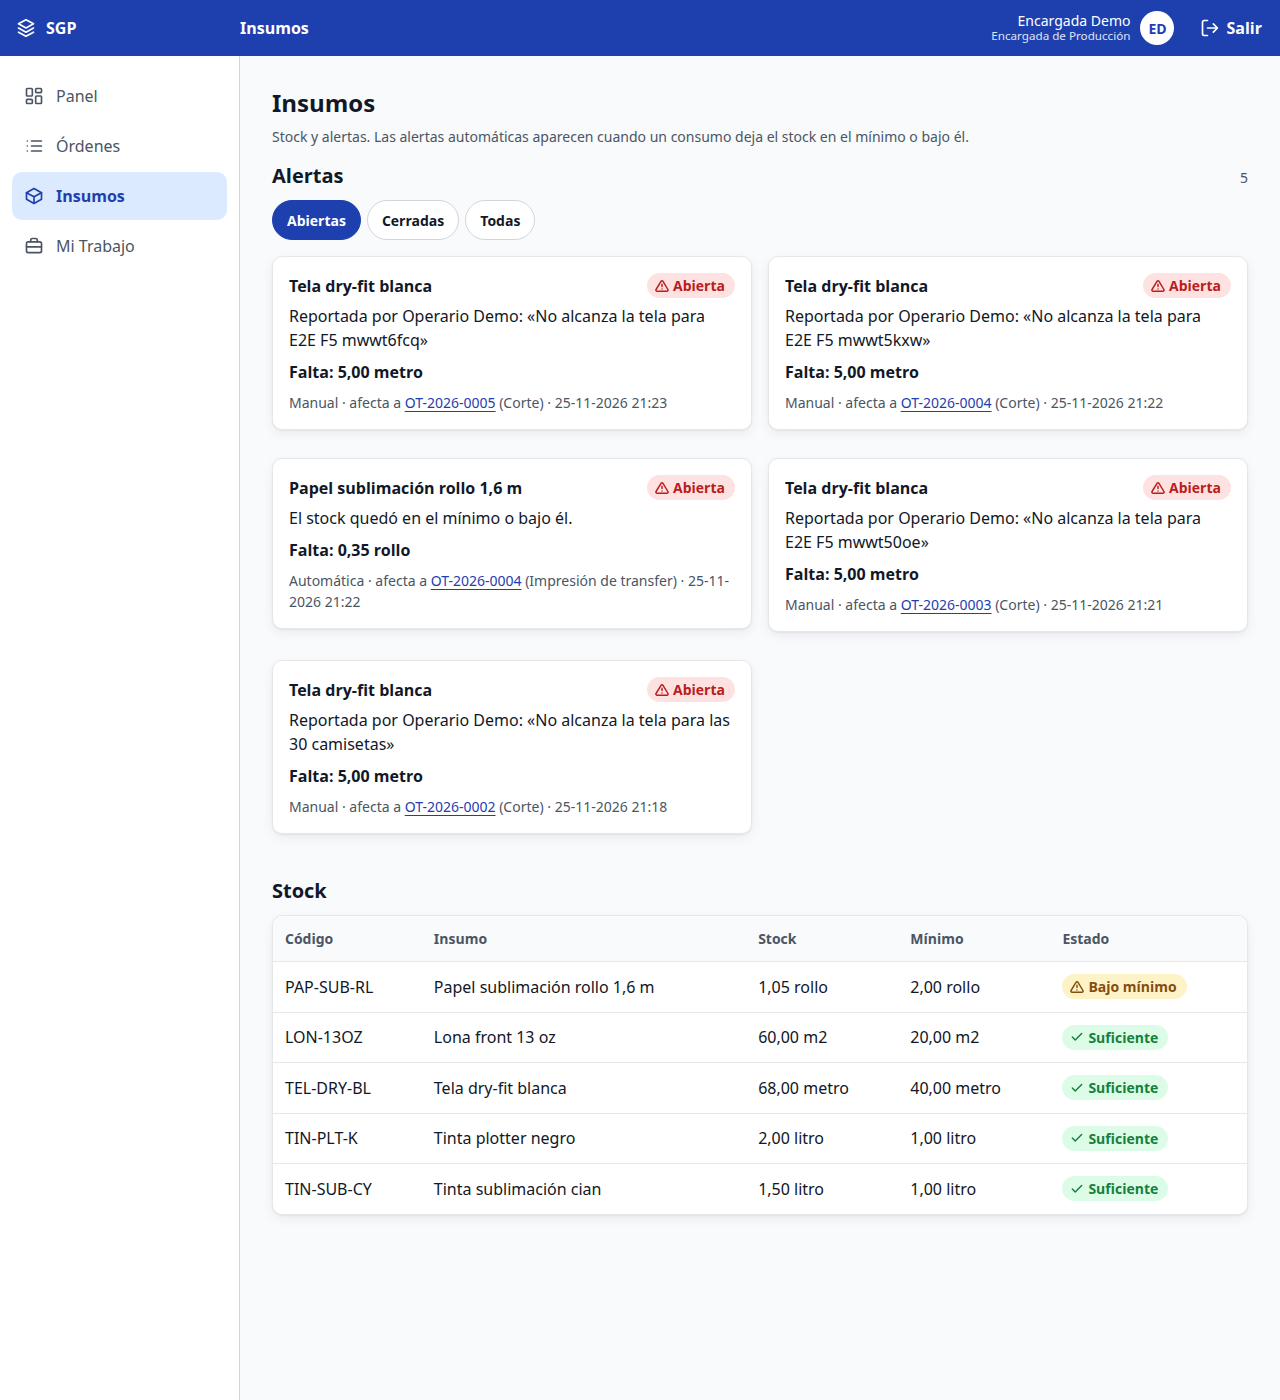 SGP
Insumos
Encargada Demo
Encargada de Producción
ED
Salir
Panel
Órdenes
Insumos
Mi Trabajo
Insumos
Stock y alertas. Las alertas automáticas aparecen cuando un consumo deja el stock en el mínimo o bajo él.
Alertas
5
Abiertas
Cerradas
Todas
Tela dry-fit blanca
Abierta
Reportada por Operario Demo: «No alcanza la tela para
E2E F5 mwwt6fcq»
Falta: 5,00 metro
Manual · afecta a OT-2026-0005 (Corte) · 25-11-2026 21:23
Tela dry-fit blanca
Abierta
Reportada por Operario Demo: «No alcanza la tela para
E2E F5 mwwt5kxw»
Falta: 5,00 metro
Manual · afecta a OT-2026-0004 (Corte) · 25-11-2026 21:22
Papel sublimación rollo 1,6 m
Abierta
El stock quedó en el mínimo o bajo él.
Falta: 0,35 rollo
Automática · afecta a OT-2026-0004 (Impresión de transfer) · 25-11-
2026 21:22
Tela dry-fit blanca
Abierta
Reportada por Operario Demo: «No alcanza la tela para
E2E F5 mwwt50oe»
Falta: 5,00 metro
Manual · afecta a OT-2026-0003 (Corte) · 25-11-2026 21:21
Tela dry-fit blanca
Abierta
Reportada por Operario Demo: «No alcanza la tela para las
30 camisetas»
Falta: 5,00 metro
Manual · afecta a OT-2026-0002 (Corte) · 25-11-2026 21:18
Stock
Código Insumo Stock Mínimo Estado
PAP-SUB-RL Papel sublimación rollo 1,6 m 1,05 rollo 2,00 rollo Bajo mínimo
LON-13OZ Lona front 13 oz 60,00 m2 20,00 m2 Suficiente
TEL-DRY-BL Tela dry-fit blanca 68,00 metro 40,00 metro Suficiente
TIN-PLT-K Tinta plotter negro 2,00 litro 1,00 litro Suficiente
TIN-SUB-CY Tinta sublimación cian 1,50 litro 1,00 litro Suficiente